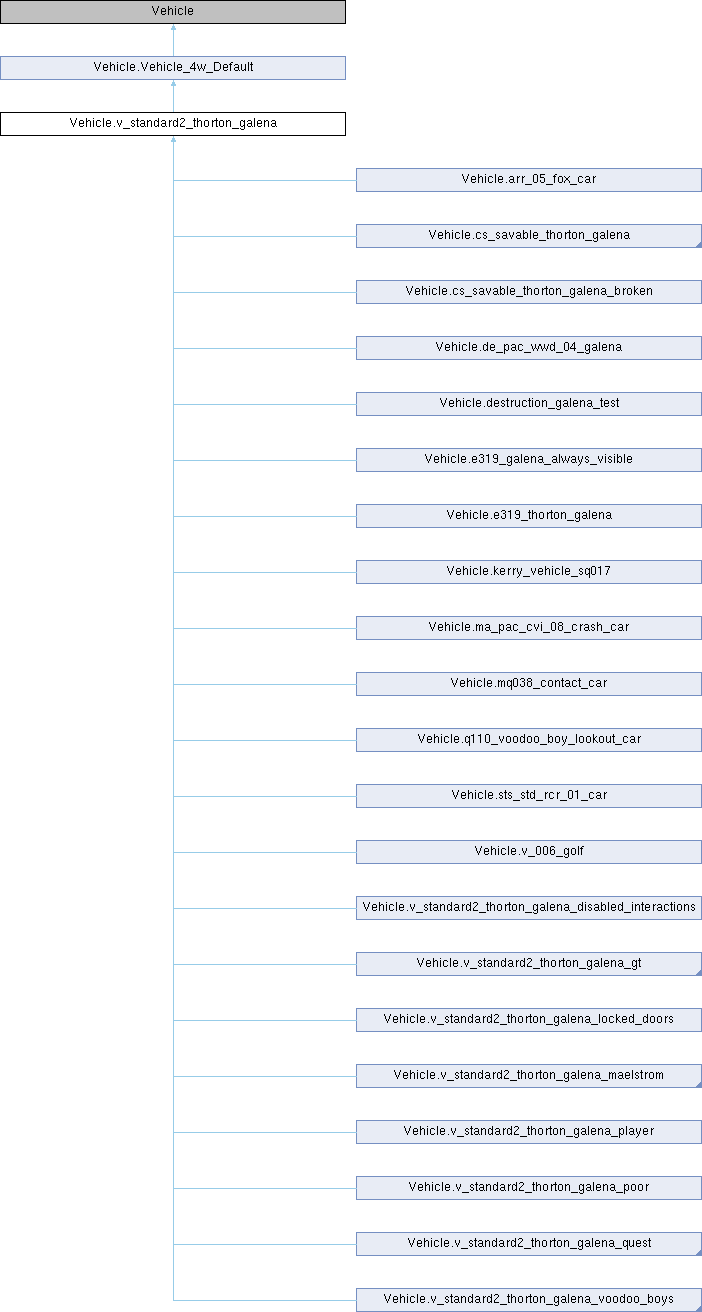 Vehicle
Vehicle.Vehicle_4w_Default
Vehicle.v_standard2_thorton_galena
Vehicle.arr_05_fox_car
Vehicle.cs_savable_thorton_galena
Vehicle.cs_savable_thorton_galena_broken
Vehicle.de_pac_wwd_04_galena
Vehicle.destruction_galena_test
Vehicle.e319_galena_always_visible
Vehicle.e319_thorton_galena
Vehicle.kerry_vehicle_sq017
Vehicle.ma_pac_cvi_08_crash_car
Vehicle.mq038_contact_car
Vehicle.q110_voodoo_boy_lookout_car
Vehicle.sts_std_rcr_01_car
Vehicle.v_006_golf
Vehicle.v_standard2_thorton_galena_disabled_interactions
Vehicle.v_standard2_thorton_galena_gt
Vehicle.v_standard2_thorton_galena_locked_doors
Vehicle.v_standard2_thorton_galena_maelstrom
Vehicle.v_standard2_thorton_galena_player
Vehicle.v_standard2_thorton_galena_poor
Vehicle.v_standard2_thorton_galena_quest
Vehicle.v_standard2_thorton_galena_voodoo_boys